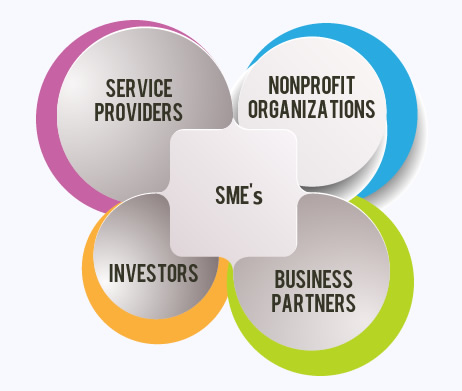 SERVICE
PROVIDERS
NONPROFIT
ORGANIZATIONS
SME's
INVESTORS
BUSINESS
PARTNERS